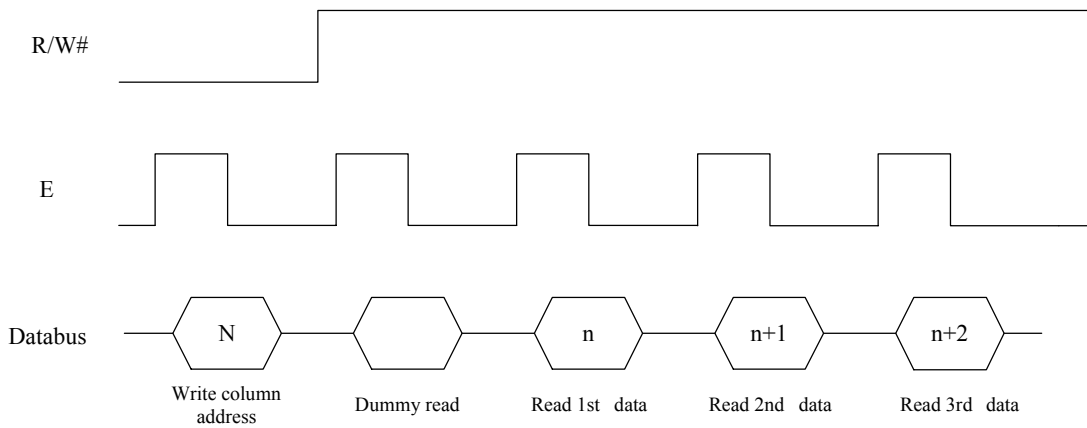 R/W#
E
Databus
N
n
n+1
n+2
Write column
address
Dummy read
Read 1st data
Read 2nd data
Read 3rd data